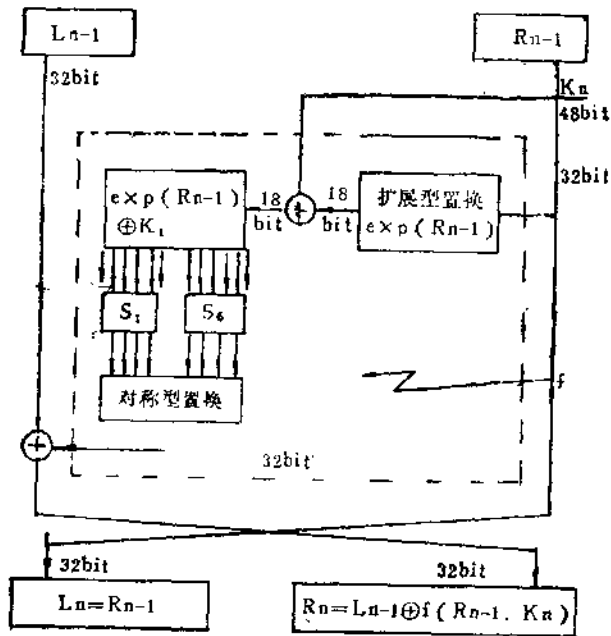 Ln-1
Rn-1
32bit
Kn
48bit
32bit
e×p(Rn-1)
⊕K₁
18
bit
18
bit
扩展型置换
e×p(Rn-1)
S₁
S₆
对称型置换
f
32bit
32bit
32bit
Ln=Rn-1
Rn=Ln-1⊕f(Rn-1. Kn)